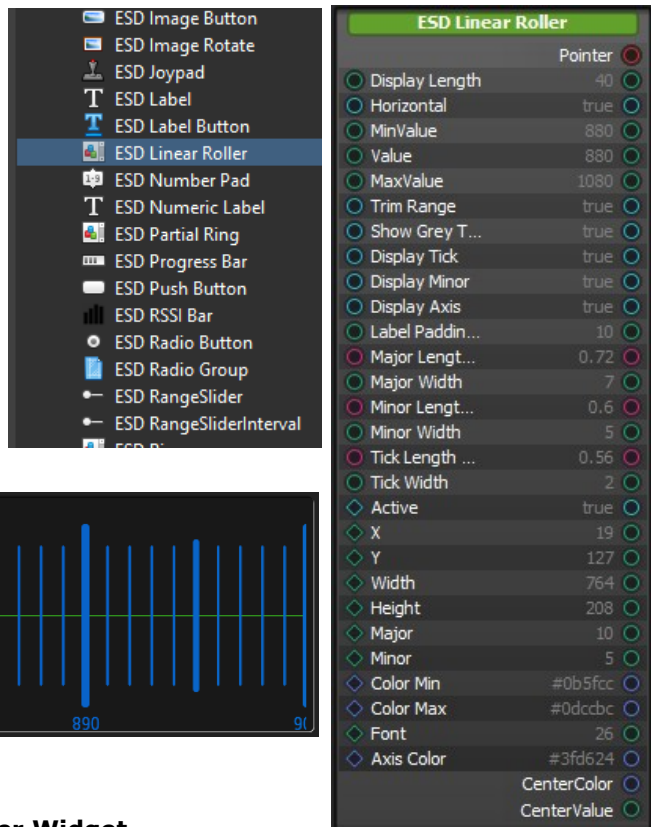 ESD Image Button
ESD Image Rotate
ESD Joypad
ESD Label
ESD Label Button
ESD Linear Roller
ESD Number Pad
ESD Numeric Label
ESD Partial Ring
ESD Progress Bar
ESD Push Button
ESD RSSI Bar
ESD Radio Button
ESD Radio Group
ESD RangeSlider
ESD RangeSliderInterval
890
ESD Linear Roller
Pointer
Display Length 40
Horizontal true
MinValue 880
Value 880
MaxValue 1080
Trim Range true
Show Grey T... true
Display Tick true
Display Minor true
Display Axis true
Label Paddin... 10
Major Lengt... 0.72
Major Width 7
Minor Lengt... 0.6
Minor Width 5
Tick Length ... 0.56
Tick Width 2
Active true
X 19
Y 127
Width 764
Height 208
Major 10
Minor 5
Color Min #0b5fcc
Color Max #0dccbc
Font 26
Axis Color #3fd624
CenterColor
CenterValue
Widget